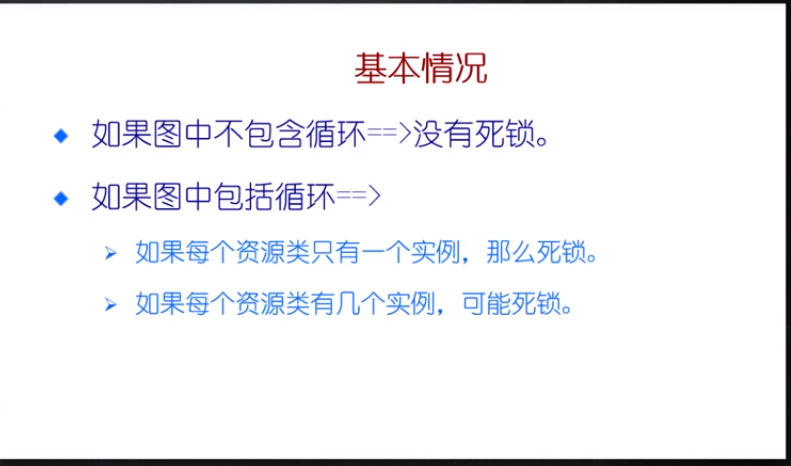 基本情况
如果图中不包含循环==>没有死锁。
如果图中包括循环==>
如果每个资源类只有一个实例，那么死锁。
如果每个资源类有几个实例，可能死锁。